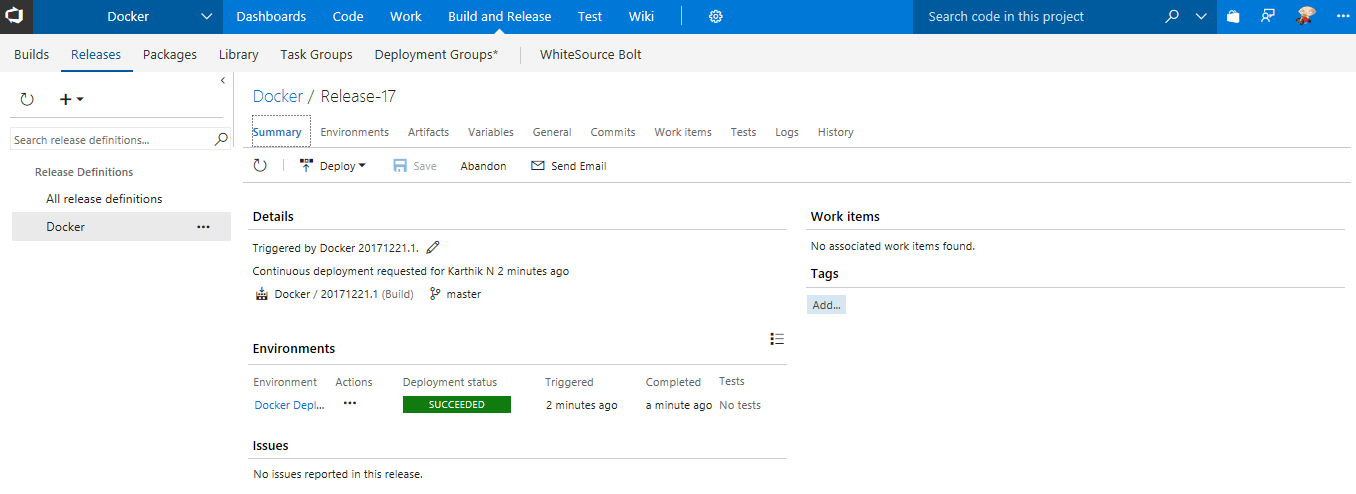 Docker Dashboards Code Work Build and Release Test Wiki Search code in this project
Builds Releases Packages Library Task Groups Deployment Groups* WhiteSource Bolt
Search release definitions...
Release Definitions
All release definitions
Docker
Docker / Release-17
Summary Environments Artifacts Variables General Commits Work items Tests Logs History
Deploy Save Abandon Send Email
Details
Triggered by Docker 20171221.1.
Continuous deployment requested for Karthik N 2 minutes ago
Docker / 20171221.1 (Build) master
Work items
No associated work items found.
Tags
Add...
Environments
Environment Actions Deployment status Triggered Completed Tests
Docker Depl... SUCCEEDED 2 minutes ago a minute ago No tests
Issues
No issues reported in this release.